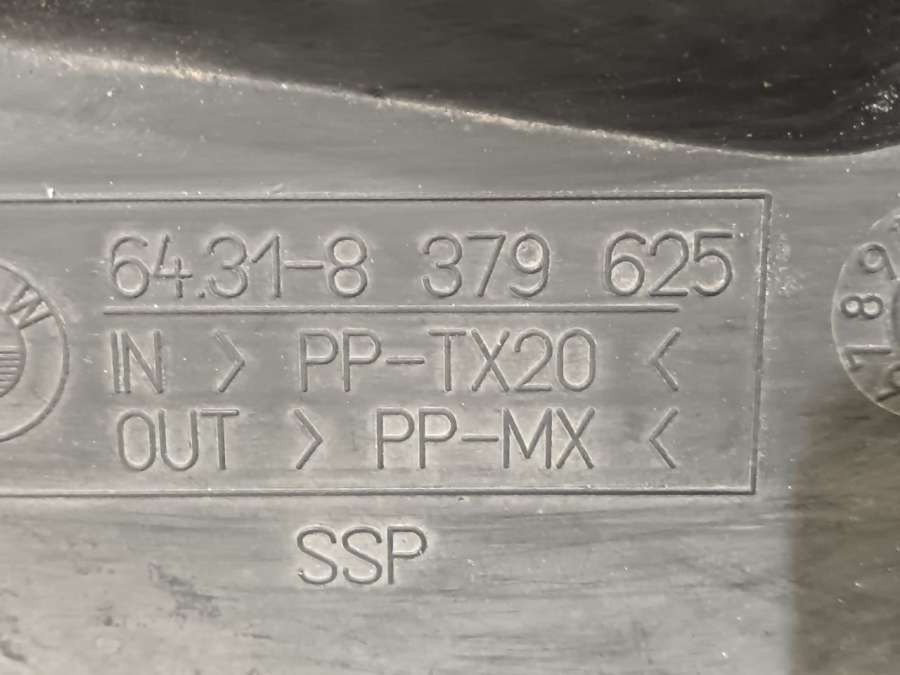 64.31-8 379 625
W
IN > PP-TX20 <
OUT > PP-MX <
SSP